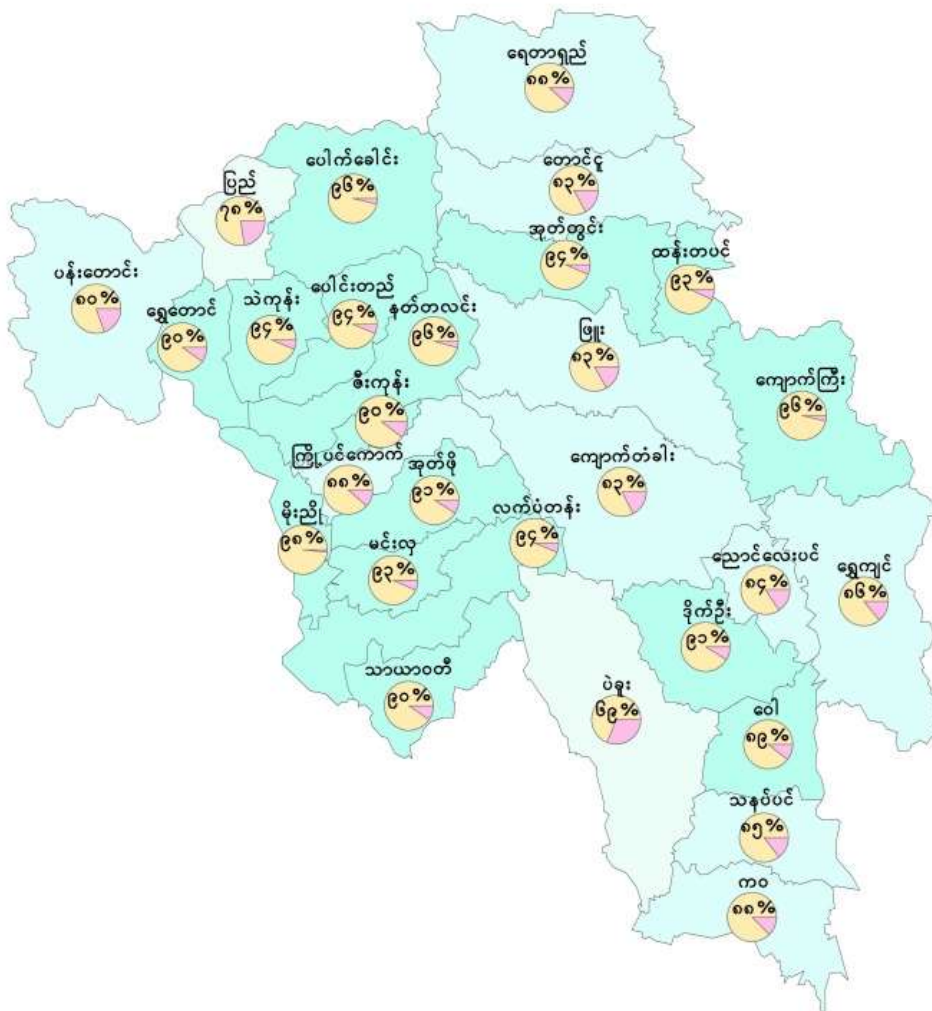 ရေတာရှည်
၈၈%
တောင်ငူ
၈၃%
ပေါက်ခေါင်း
၉၆%
ပြည်
၇၈%
အုတ်တွင်း
၉၄%
ထန်းတပင်
၉၃%
ပန်းတောင်း
၈၀%
ရွှေတောင်
၉၀%
သဲကုန်း
၉၄%
ပေါင်းတည်
၉၄%
နတ်တလင်း
၉၆%
ဖြူး
၈၃%
ကျောက်ကြီး
၉၆%
ဇီးကုန်း
၉၀%
ကြို့ပင်ကောက်
၈၈%
အုတ်ဖို
၉၁%
ကျောက်တံခါး
၈၃%
မိုးညို
၉၈%
လက်ပံတန်း
၉၄%
မင်းလှ
၉၃%
ညောင်လေးပင်
၈၄%
ရွှေကျင်
၈၆%
ဒိုက်ဦး
၉၁%
သာယာဝတီ
၉၀%
ပဲခူး
၆၉%
ဝေါ
၈၉%
သနပ်ပင်
၈၅%
ကဝ
၈၈%